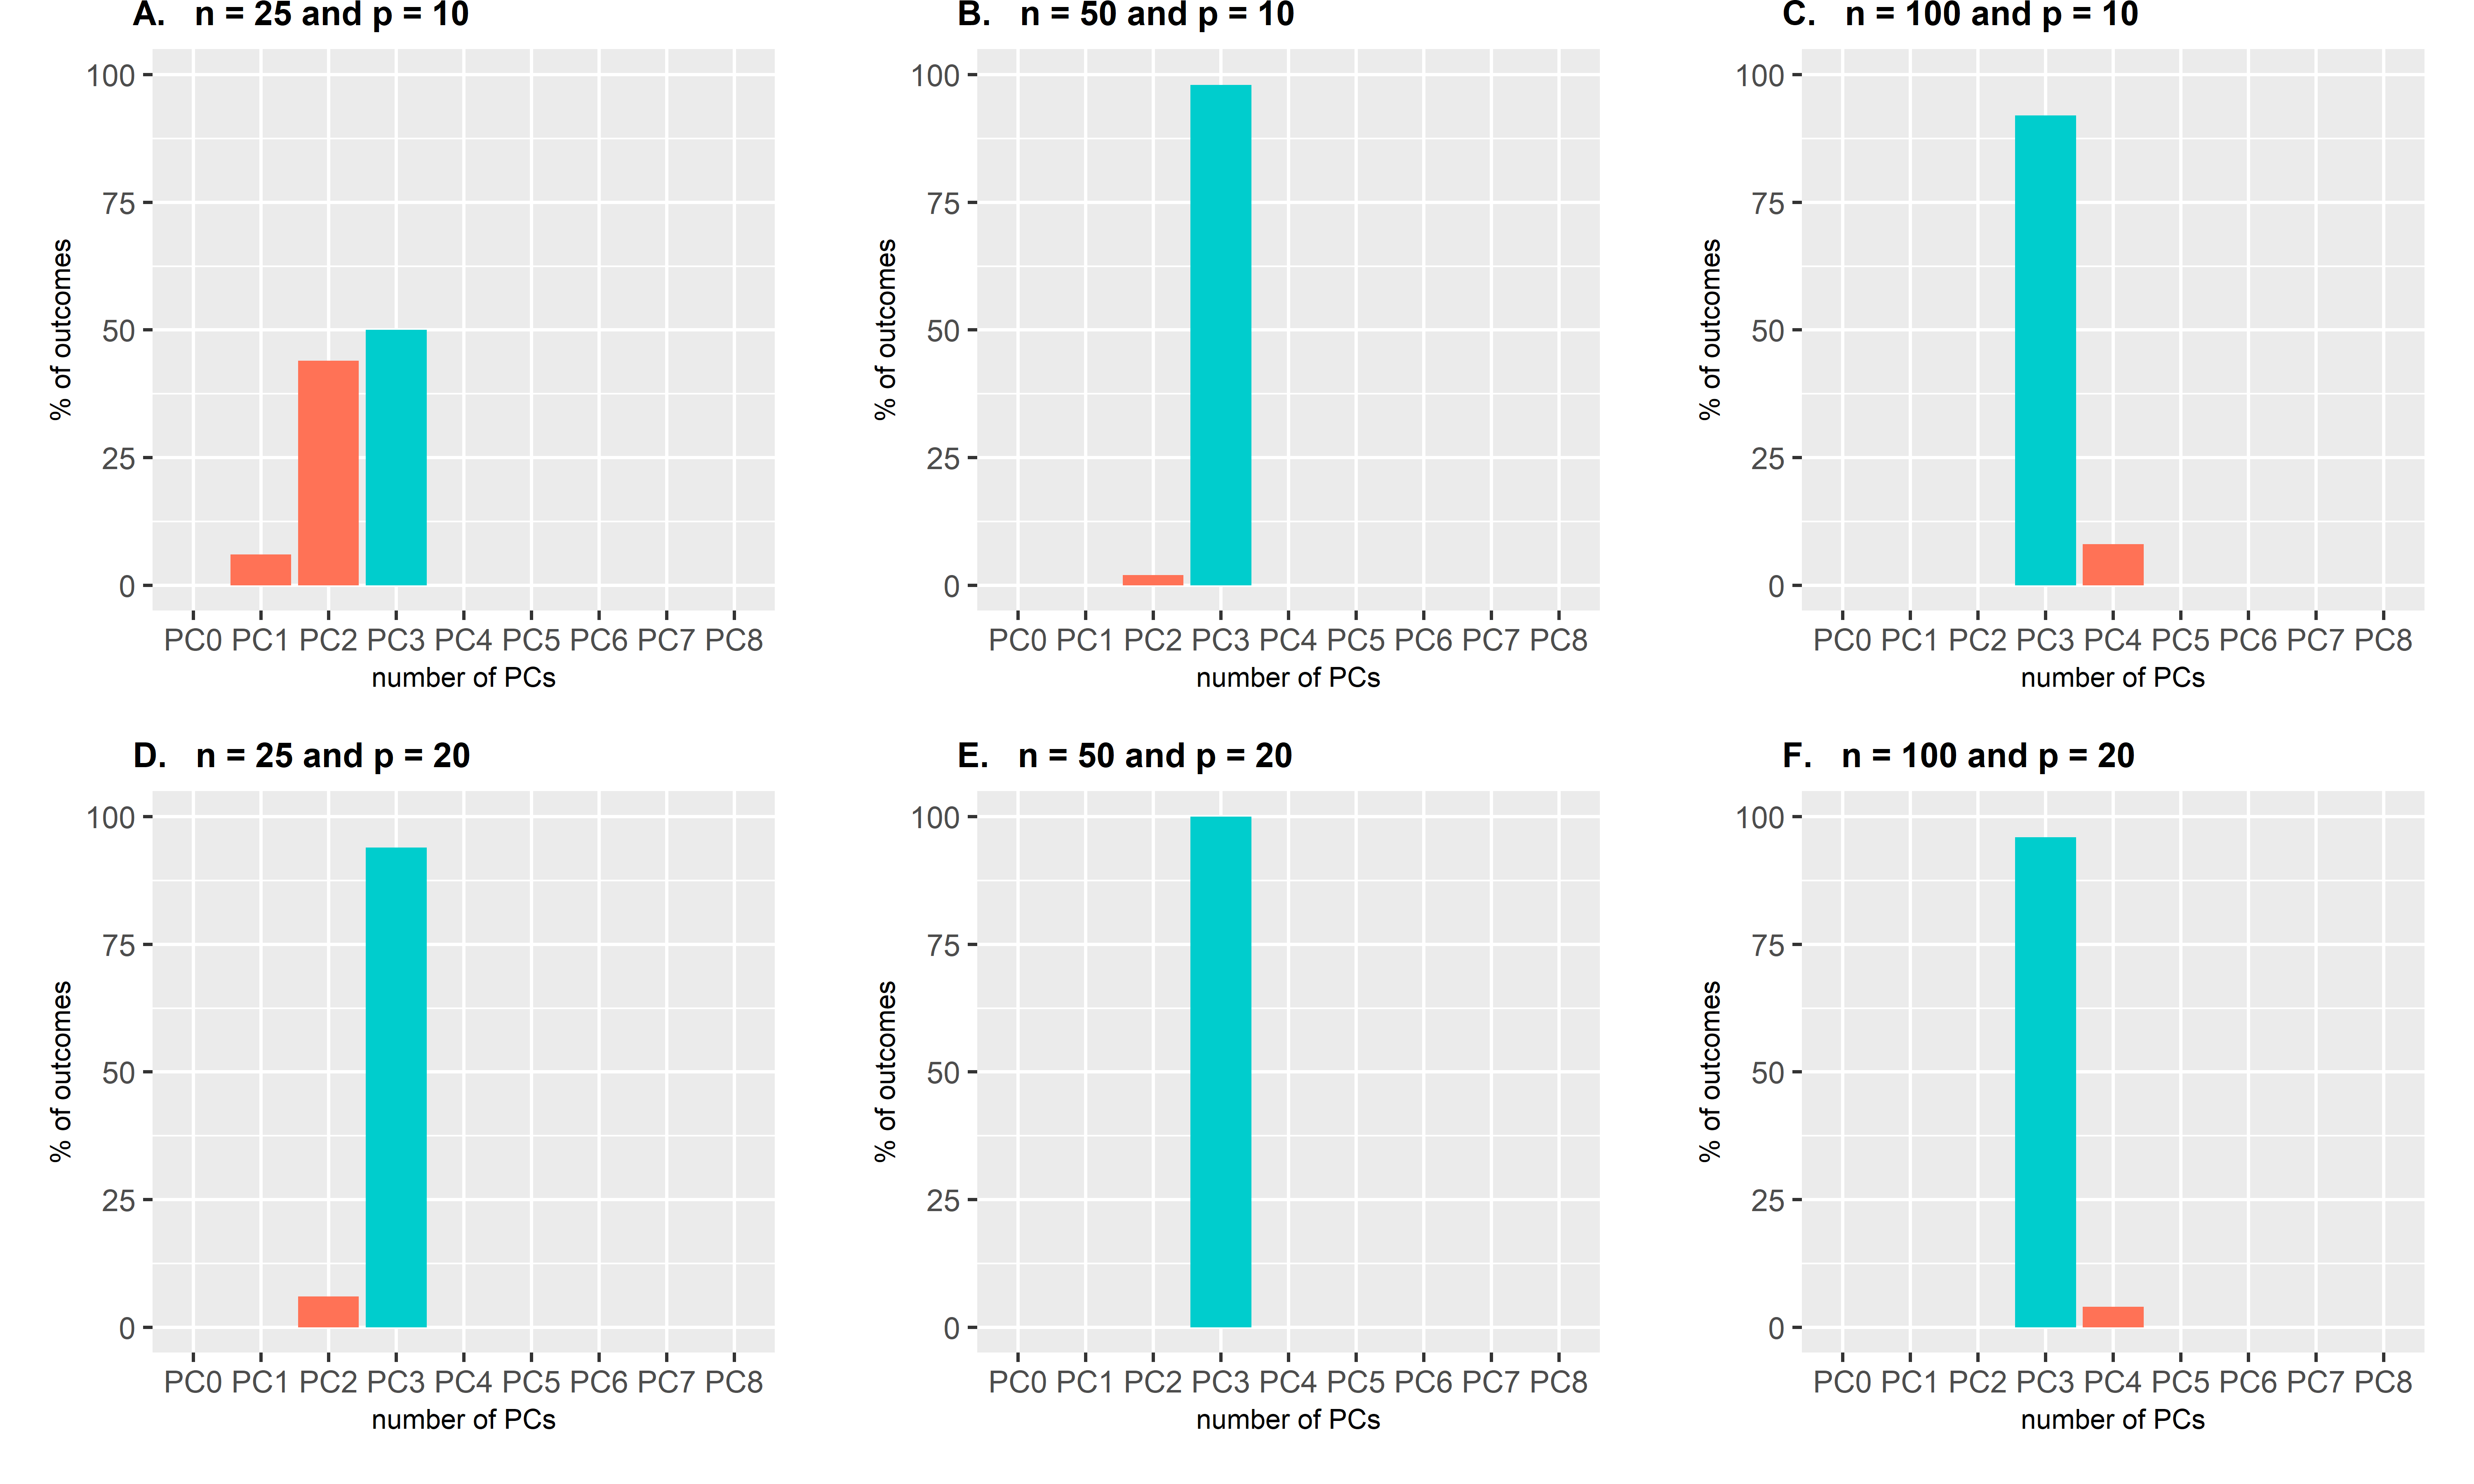 A. n = 25 and p = 10
100
75
50
25
0
% of outcomes
PC0 PC1 PC2 PC3 PC4 PC5 PC6 PC7 PC8
number of PCs
B. n = 50 and p = 10
100
75
50
25
0
% of outcomes
PC0 PC1 PC2 PC3 PC4 PC5 PC6 PC7 PC8
number of PCs
C. n = 100 and p = 10
100
75
50
25
0
% of outcomes
PC0 PC1 PC2 PC3 PC4 PC5 PC6 PC7 PC8
number of PCs
D. n = 25 and p = 20
100
75
50
25
0
% of outcomes
PC0 PC1 PC2 PC3 PC4 PC5 PC6 PC7 PC8
number of PCs
E. n = 50 and p = 20
100
75
50
25
0
% of outcomes
PC0 PC1 PC2 PC3 PC4 PC5 PC6 PC7 PC8
number of PCs
F. n = 100 and p = 20
100
75
50
25
0
% of outcomes
PC0 PC1 PC2 PC3 PC4 PC5 PC6 PC7 PC8
number of PCs